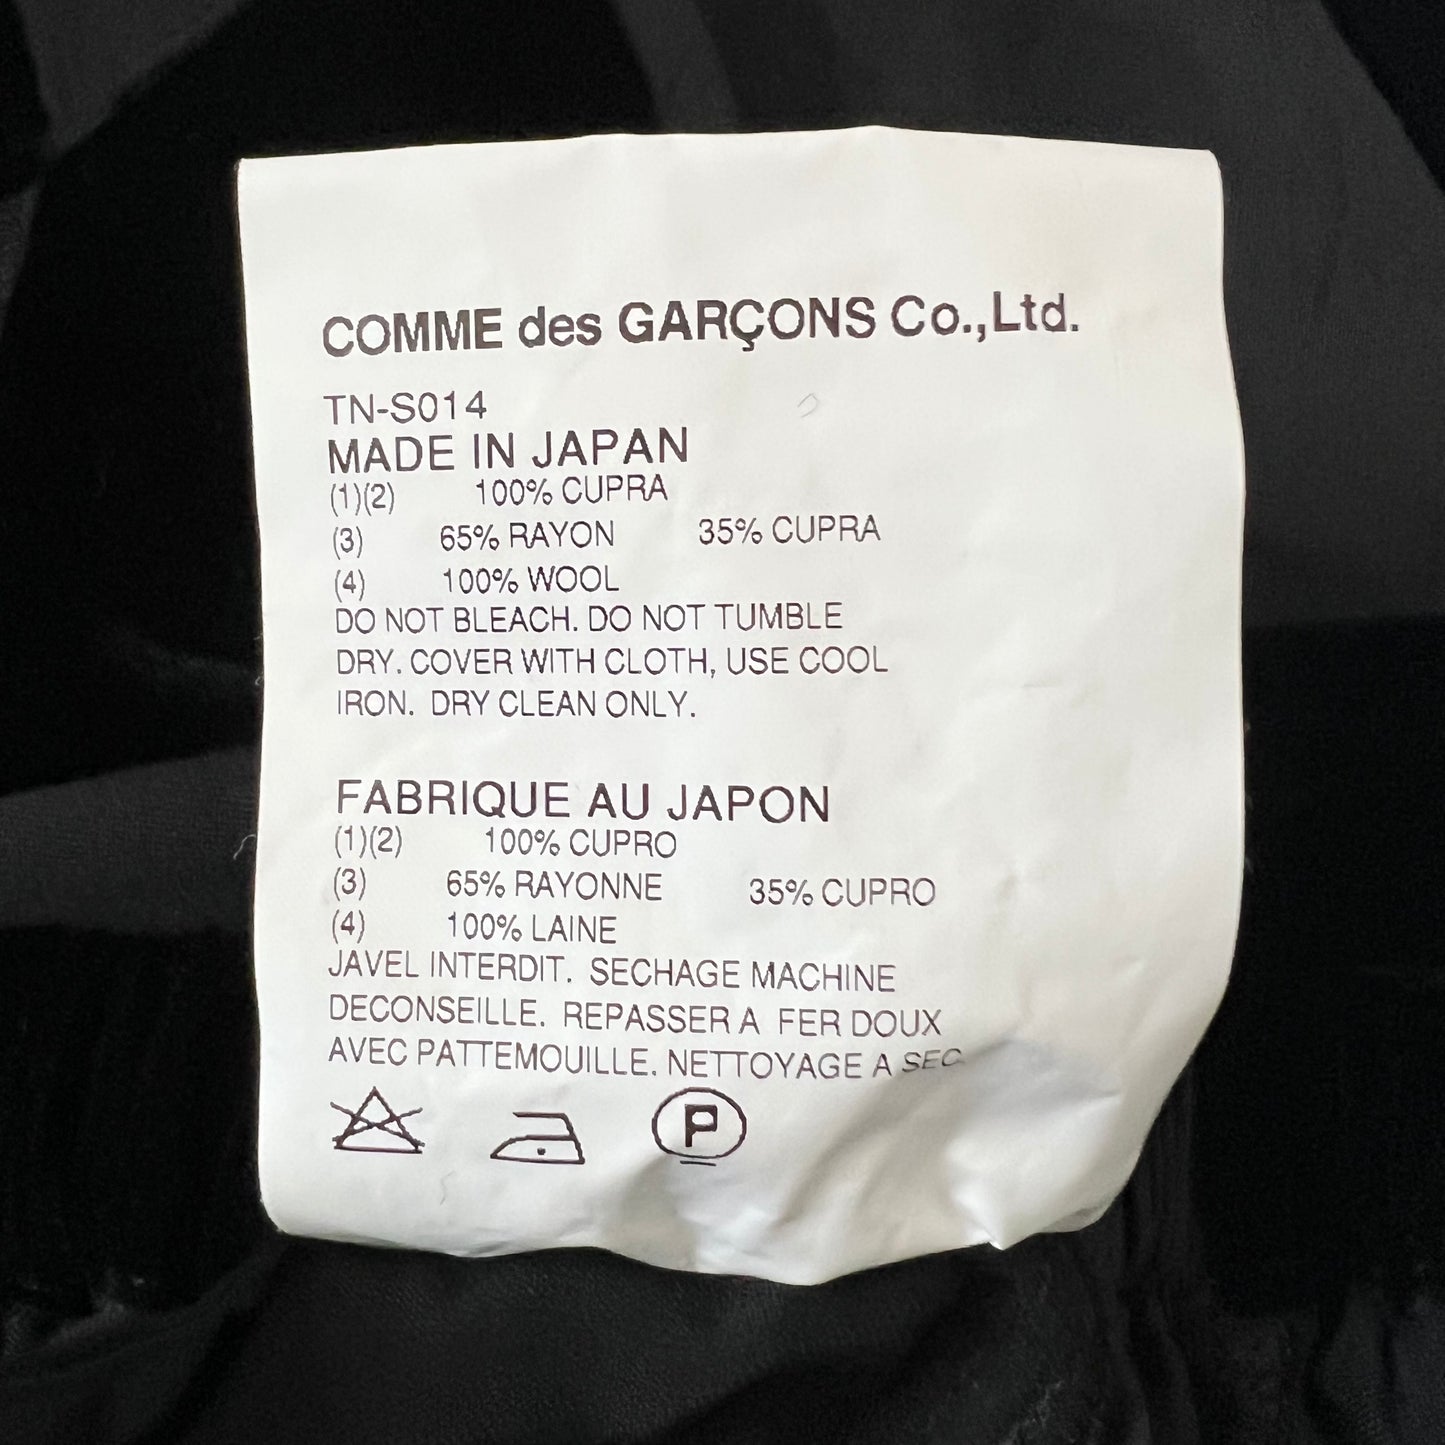 COMME des GARÇONS Co.,Ltd.
TN-S014
MADE IN JAPAN
(1)(2) 100% CUPRA
(3) 65% RAYON 35% CUPRA
(4) 100% WOOL
DO NOT BLEACH. DO NOT TUMBLE
DRY. COVER WITH CLOTH, USE COOL
IRON. DRY CLEAN ONLY.
FABRIQUE AU JAPON
(1)(2) 100% CUPRO
(3) 65% RAYONNE 35% CUPRO
(4) 100% LAINE
JAVEL INTERDIT. SECHAGE MACHINE
DECONSEILLE. REPASSER A FER DOUX
AVEC PATTEMOUILLE. NETTOYAGE A SEC
P